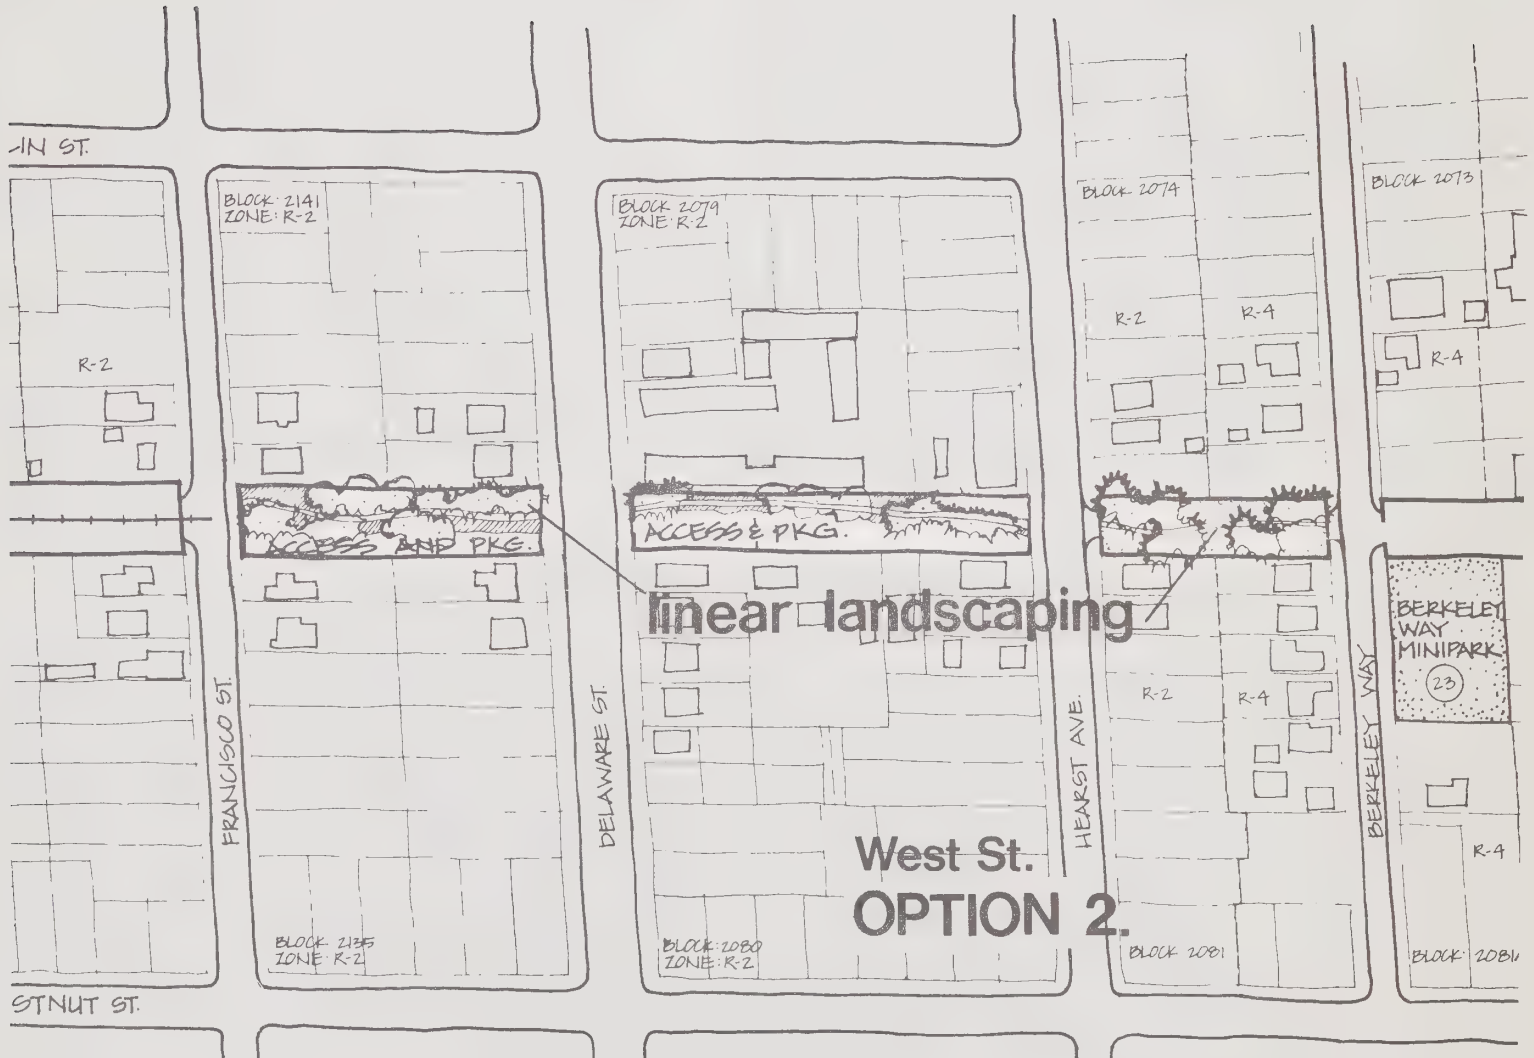 -IN ST.
BLOCK: 2141
ZONE: R-2
BLOCK 2079
ZONE: R-2
BLOCK 2074
BLOCK 2073
R-2
R-2
R-4
R-4
ACCESS AND PKG.
ACCESS & PKG.
linear landscaping
BERKELEY
WAY
MINIPARK
23
R-2
R-4
FRANCISCO ST.
DELAWARE ST.
HEARST AVE.
BERKELEY WAY
West St.
OPTION 2.
R-4
BLOCK 2135
ZONE: R-2
BLOCK: 2080
ZONE: R-2
BLOCK 2081
BLOCK 2081
STNUT ST.